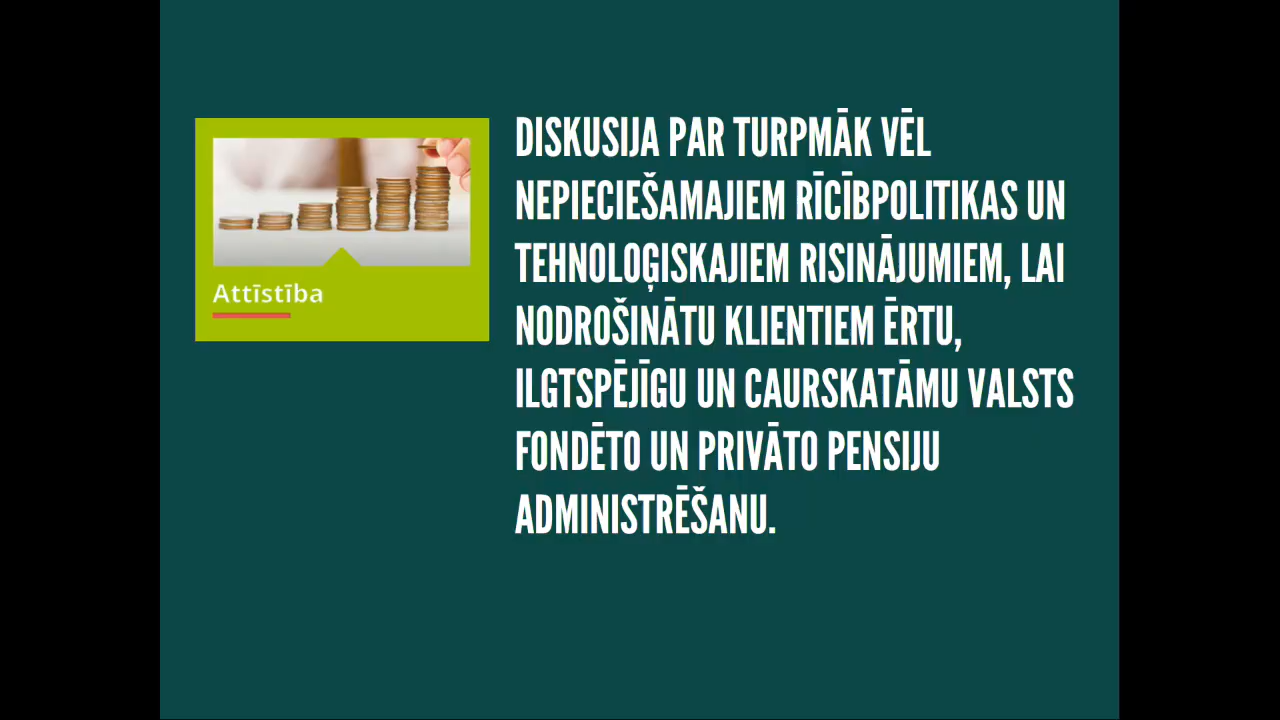 Attīstība
DISKUSIJA PAR TURPMĀK VĒL
NEPIECIEŠAMAJIEM RĪCĪBPOLITIKAS UN
TEHNOLOĢISKAJIEM RISINĀJUMIEM, LAI
NODROŠINĀTU KLIENTIEM ĒRTU,
ILGTSPĒJĪGU UN CAURSKATĀMU VALSTS
FONDĒTO UN PRIVĀTO PENSIJU
ADMINISTRĒŠANU.